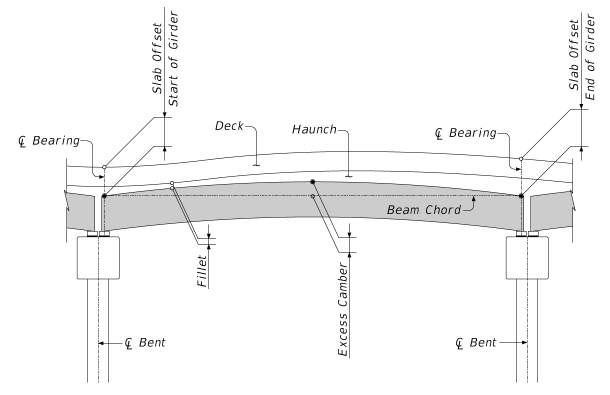 Slab Offset
Start of Girder
Slab Offset
End of Girder
℄ Bearing
Deck
Haunch
℄ Bearing
Beam Chord
Fillet
Excess Camber
℄ Bent
℄ Bent